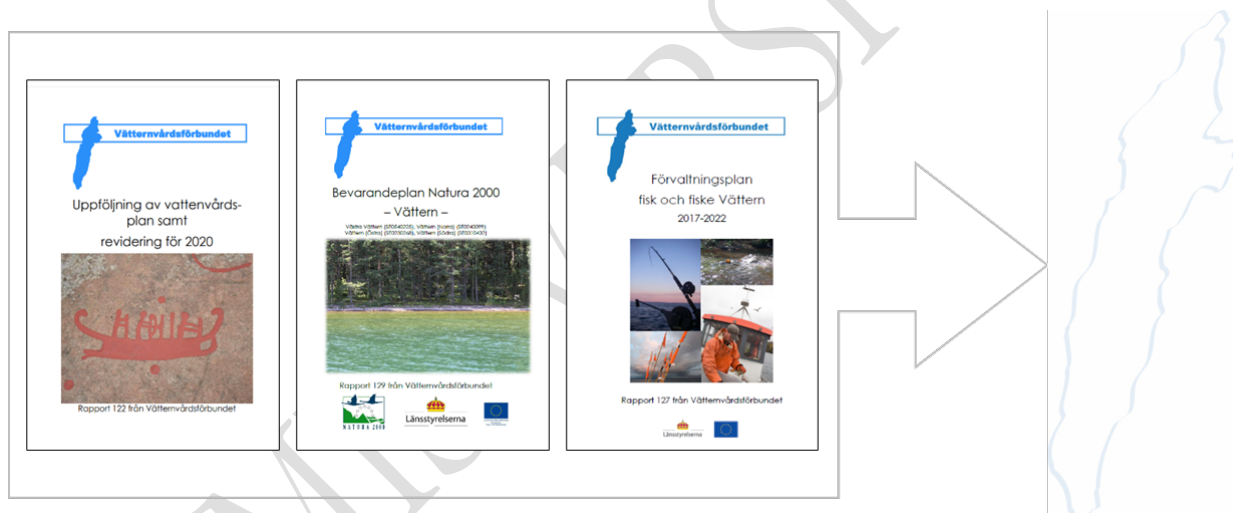 Vätternvårdsförbundet
Uppföljning av vattenvårds-
plan samt
revidering för 2020
Rapport 122 från Vätternvårdsförbundet
Vätternvårdsförbundet
Bevarandeplan Natura 2000
– Vättern –
Rapport 129 från Vätternvårdsförbundet
NATURA 2000
Länsstyrelserna
Vätternvårdsförbundet
Förvaltningsplan
fisk och fiske Vättern
2017-2022
Rapport 127 från Vätternvårdsförbundet
Länsstyrelserna